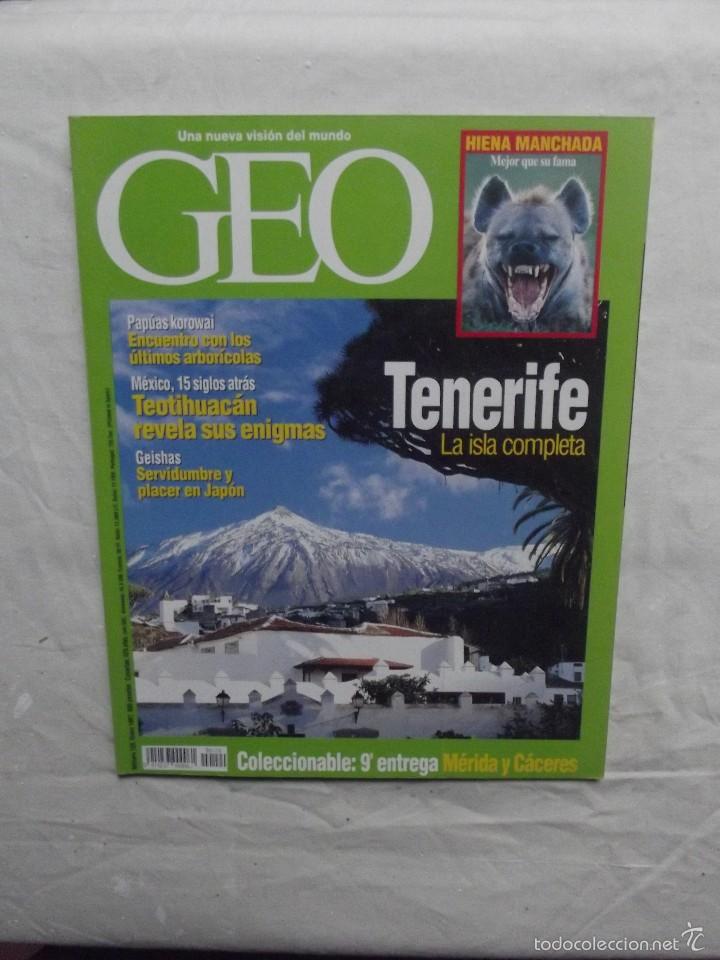 Una nueva visión del mundo
GEO
HIENA MANCHADA
Mejor que su fama
Papúas korowai
Encuentro con los
últimos arborícolas
México, 15 siglos atrás
Teotihuacán
revela sus enigmas
Geishas
Servidumbre y
placer en Japón
Tenerife
La isla completa
Coleccionable: 9ª entrega Mérida y Cáceres
todocoleccion.net